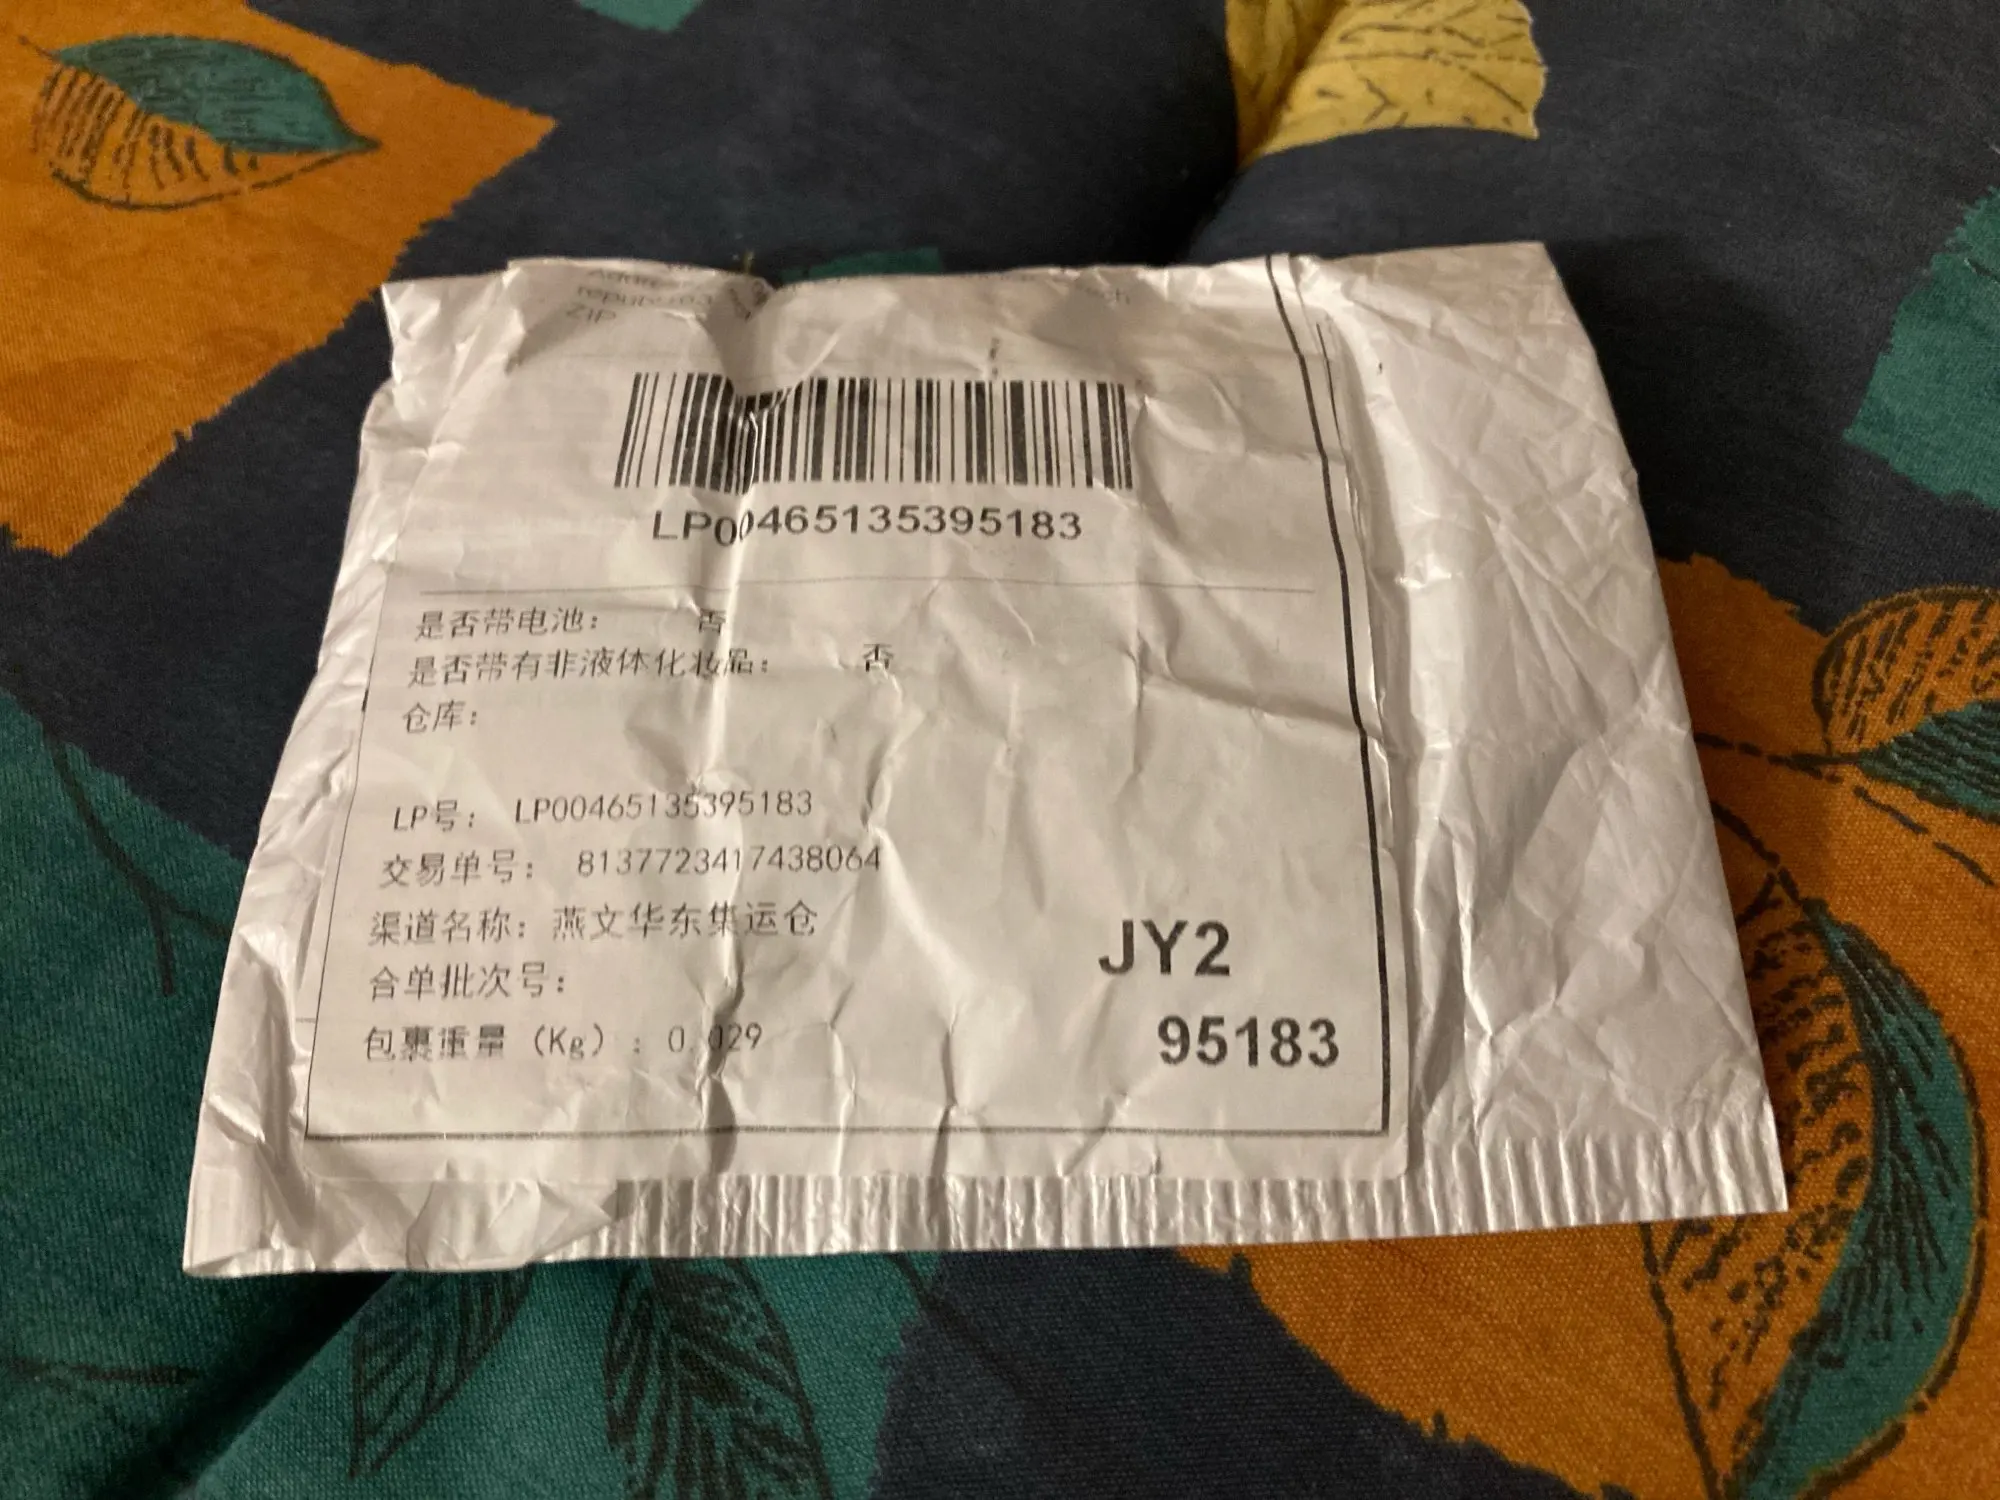 ZIP
LP00465135395183
是否带电池： 否
是否带有非液体化妆品： 否
仓库：
LP号： LP00465135395183
交易单号： 8137723417438064
渠道名称：燕文华东集运仓
合单批次号：
JY2
包裹重量（Kg）：0.029
95183